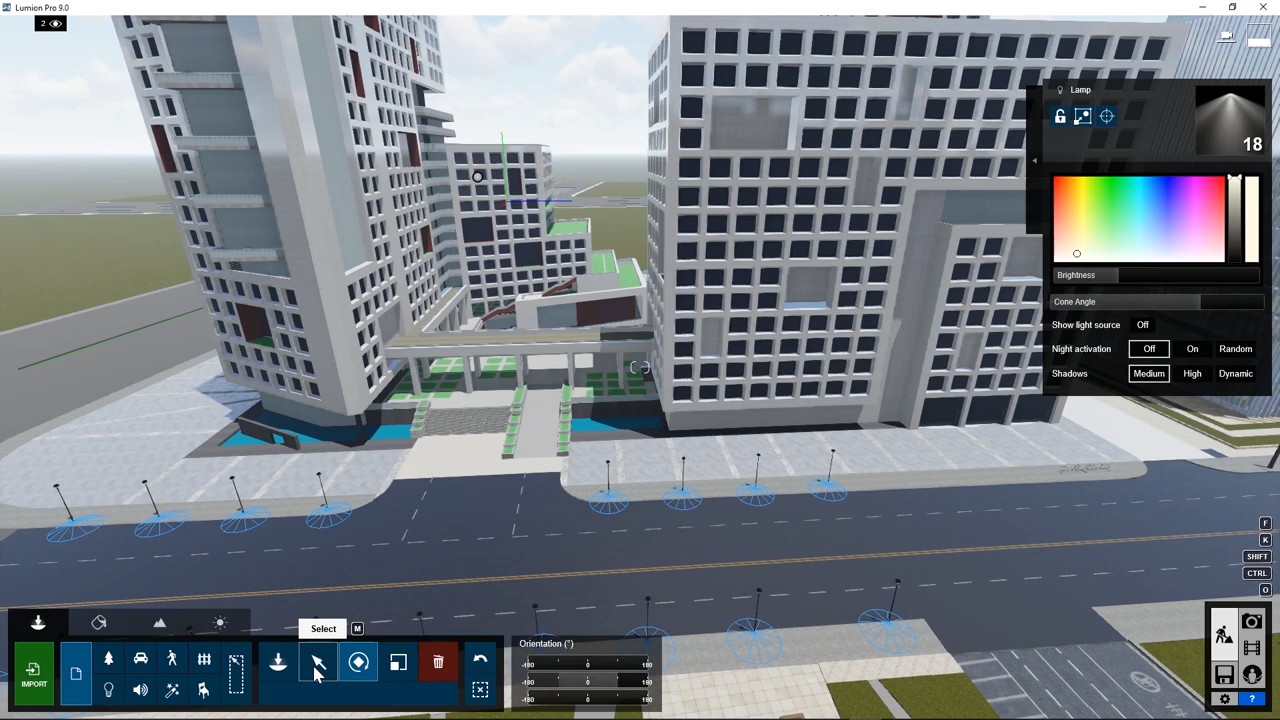 Lumion Pro 9.0
2
Lamp
18
Brightness
Cone Angle
Show light source Off
Night activation Off On Random
Shadows Medium High Dynamic
F
K
SHIFT
CTRL
O
Select M
IMPORT
Orientation (°)
-180 0 180
-180 0 180
-180 0 180
?